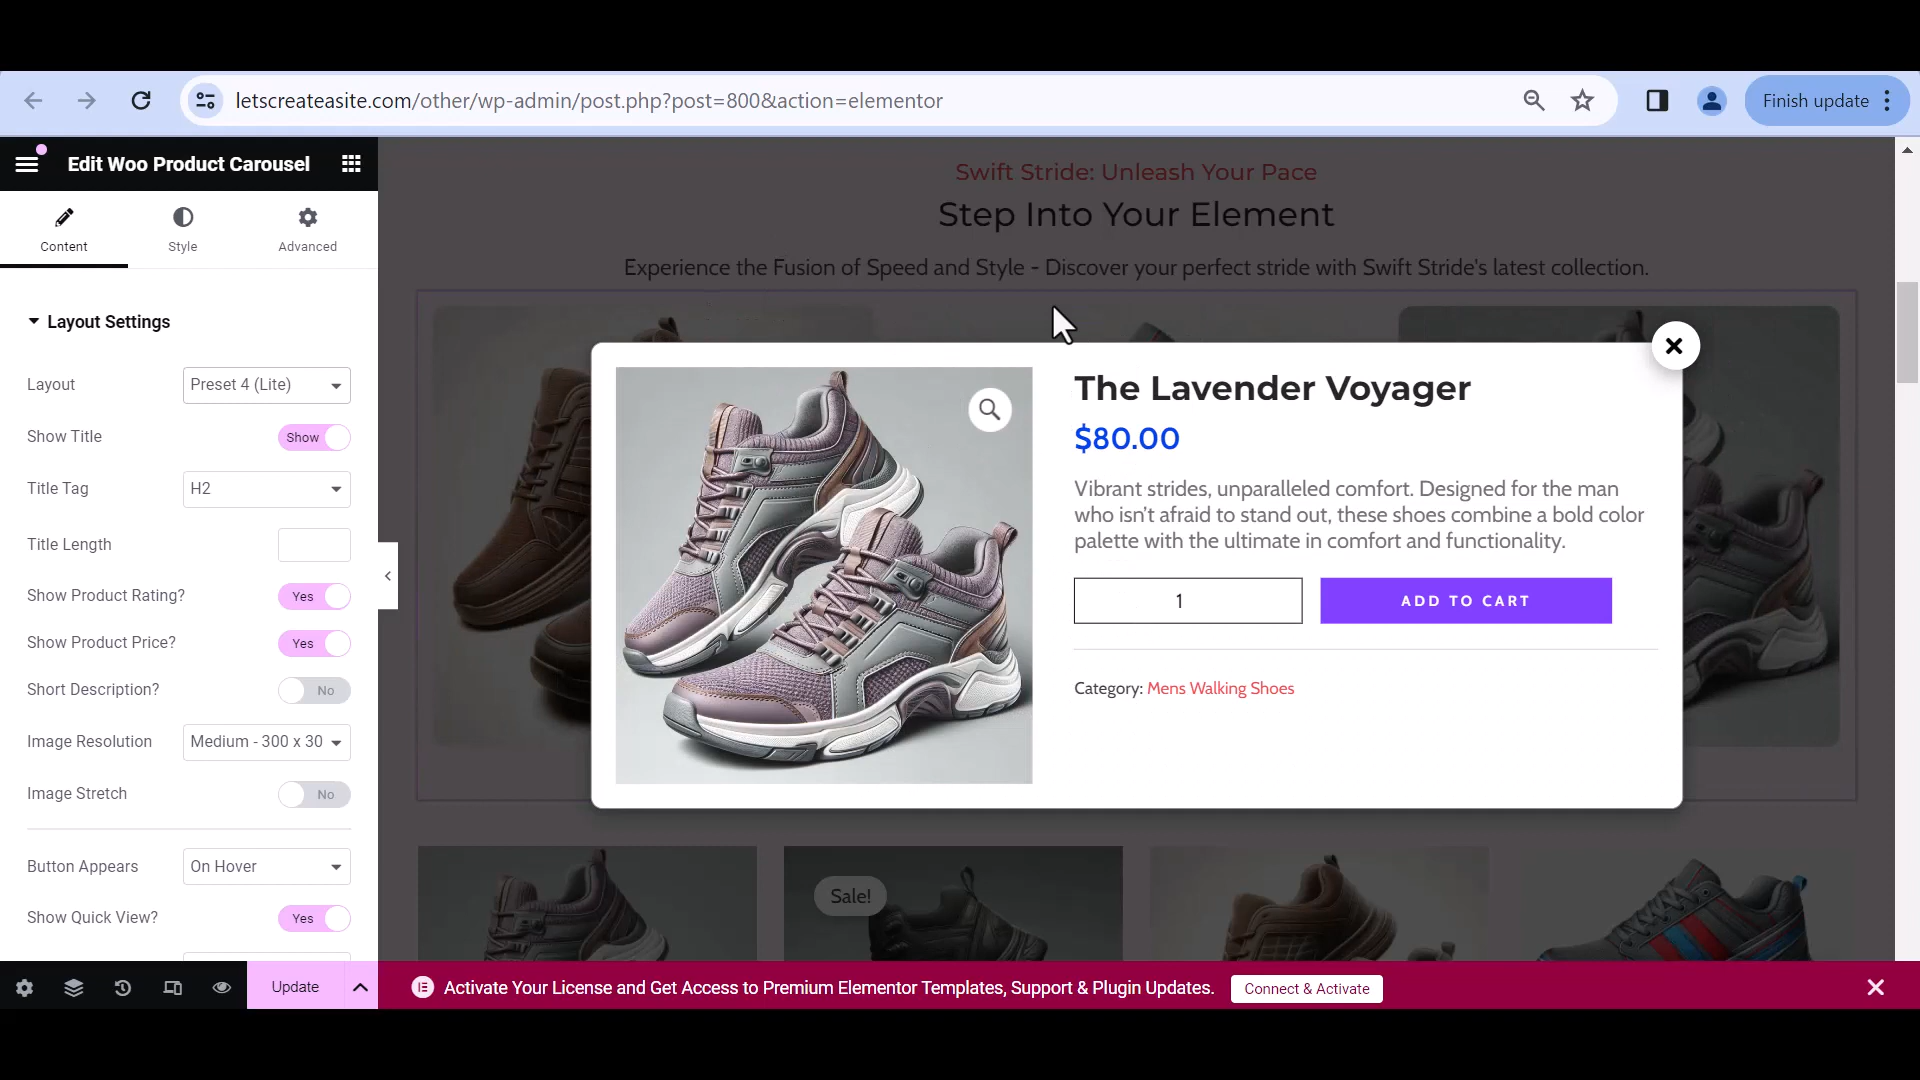 letscreateasite.com/other/wp-admin/post.php?post=800&action=elementor
Finish update
Edit Woo Product Carousel
Content
Style
Advanced
Layout Settings
Layout
Preset 4 (Lite)
Show Title
Show
Title Tag
H2
Title Length
Show Product Rating?
Yes
Show Product Price?
Yes
Short Description?
No
Image Resolution
Medium - 300 x 30
Image Stretch
No
Button Appears
On Hover
Show Quick View?
Yes
Update
Swift Stride: Unleash Your Pace
Step Into Your Element
Experience the Fusion of Speed and Style - Discover your perfect stride with Swift Stride's latest collection.
The Lavender Voyager
$80.00
Vibrant strides, unparalleled comfort. Designed for the man
who isn't afraid to stand out, these shoes combine a bold color
palette with the ultimate in comfort and functionality.
1
ADD TO CART
Category: Mens Walking Shoes
Sale!
Activate Your License and Get Access to Premium Elementor Templates, Support & Plugin Updates.
Connect & Activate